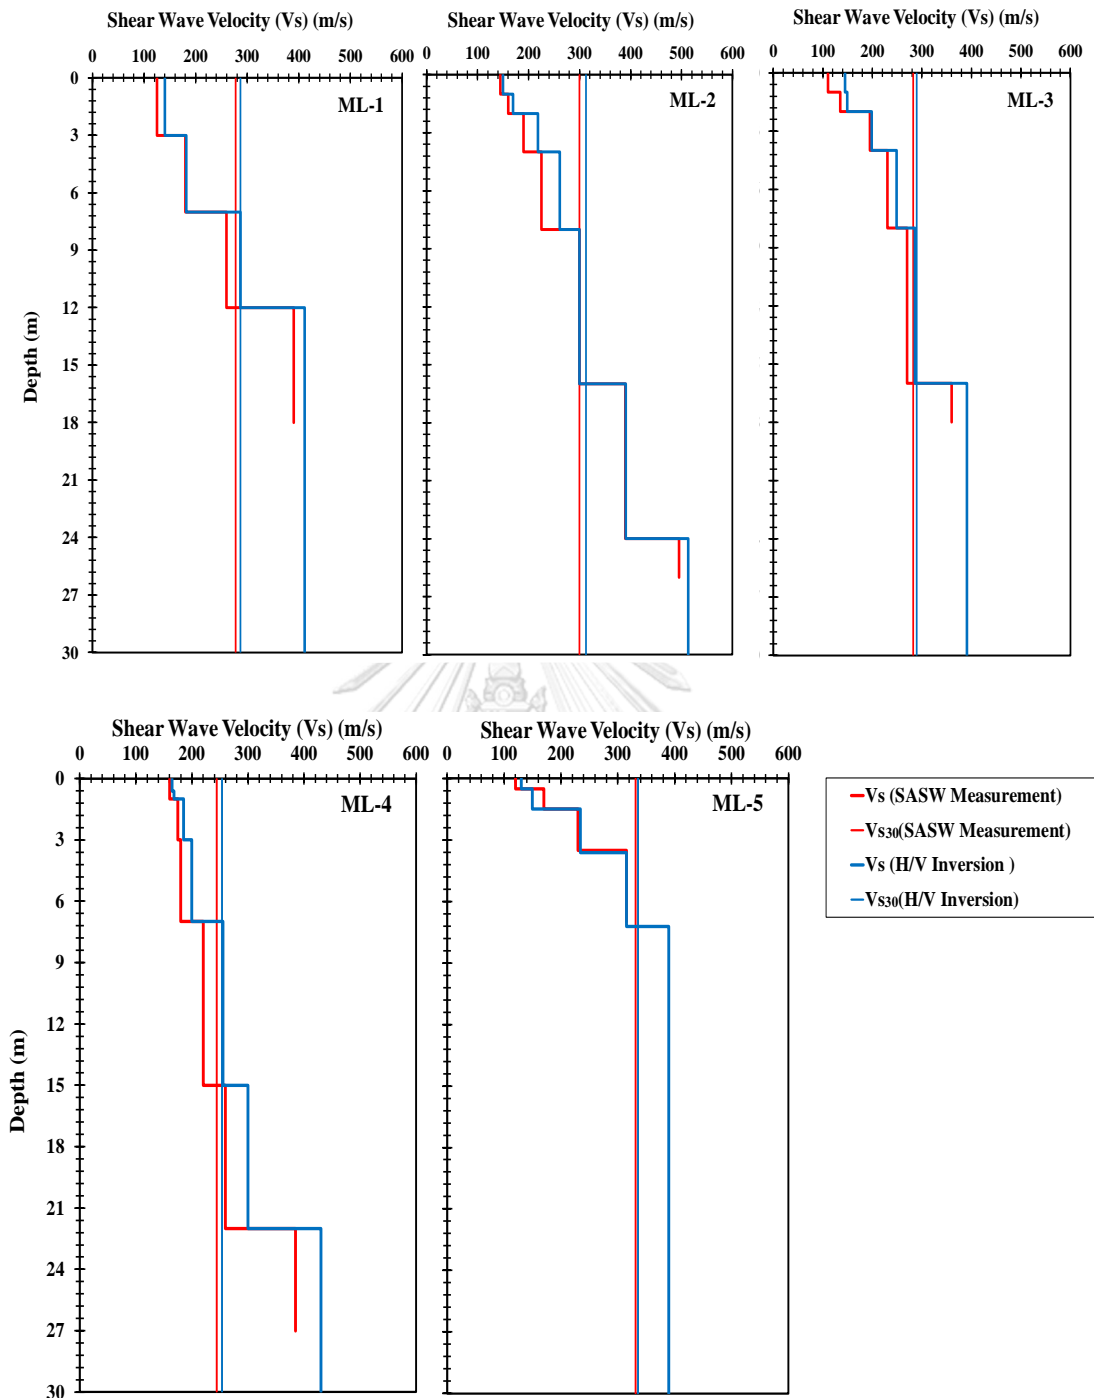 Shear Wave Velocity (Vs) (m/s)
0 100 200 300 400 500 600
0
3
6
9
12
15
18
21
24
27
30
Depth (m)
ML-1
Shear Wave Velocity (Vs) (m/s)
0 100 200 300 400 500 600
ML-2
Shear Wave Velocity (Vs) (m/s)
0 100 200 300 400 500 600
ML-3
Shear Wave Velocity (Vs) (m/s)
0 100 200 300 400 500 600
0
3
6
9
12
15
18
21
24
27
30
Depth (m)
ML-4
Shear Wave Velocity (Vs) (m/s)
0 100 200 300 400 500 600
ML-5
Vs (SASW Measurement)
Vs30(SASW Measurement)
Vs (H/V Inversion )
Vs30(H/V Inversion)